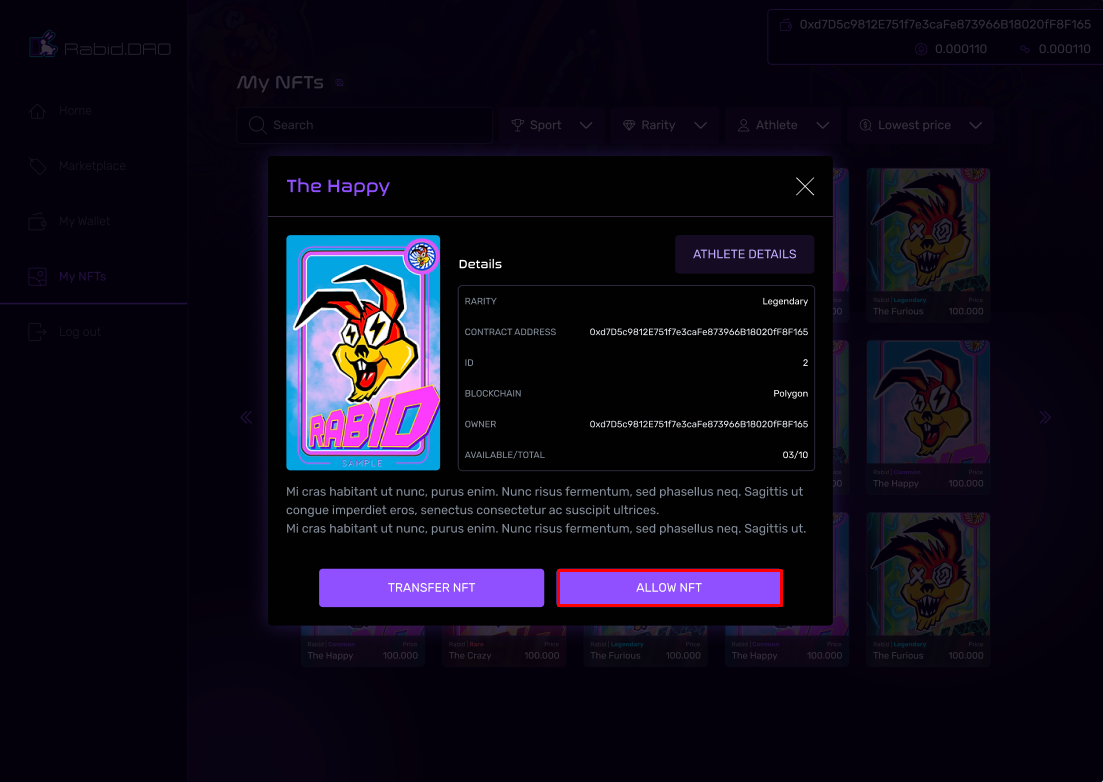 Rabid.DAO
0xd7D5c9812E751f7e3caFe873966B18020fF8F165
0.000110 0.000110
Home
Marketplace
My Wallet
My NFTs
Log out
My NFTs
Search Sport Rarity Athlete Lowest price
The Happy
RABID
SAMPLE
Details
ATHLETE DETAILS
RARITY Legendary
CONTRACT ADDRESS 0xd7D5c9812E751f7e3caFe873966B18020fF8F165
ID 2
BLOCKCHAIN Polygon
OWNER 0xd7D5c9812E751f7e3caFe873966B18020fF8F165
AVAILABLE/TOTAL 03/10
Mi cras habitant ut nunc, purus enim. Nunc risus fermentum, sed phasellus neq. Sagittis ut
congue imperdiet eros, senectus consectetur ac suscipit ultrices.
Mi cras habitant ut nunc, purus enim. Nunc risus fermentum, sed phasellus neq. Sagittis ut.
TRANSFER NFT
ALLOW NFT
Rabid | Legendary Price
The Furious 100.000
Rabid | Price
The Happy 100.000
Rabid | Price
The Happy 100.000
Rabid | Rare Price
The Crazy 100.000
Rabid | Legendary Price
The Furious 100.000
Rabid | Price
The Happy 100.000
Rabid | Legendary Price
The Furious 100.000